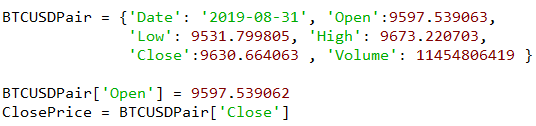 BTCUSDPair = {'Date': '2019-08-31', 'Open':9597.539063,
'Low': 9531.799805, 'High': 9673.220703,
'Close':9630.664063 , 'Volume': 11454806419 }
BTCUSDPair['Open'] = 9597.539062
ClosePrice = BTCUSDPair['Close']